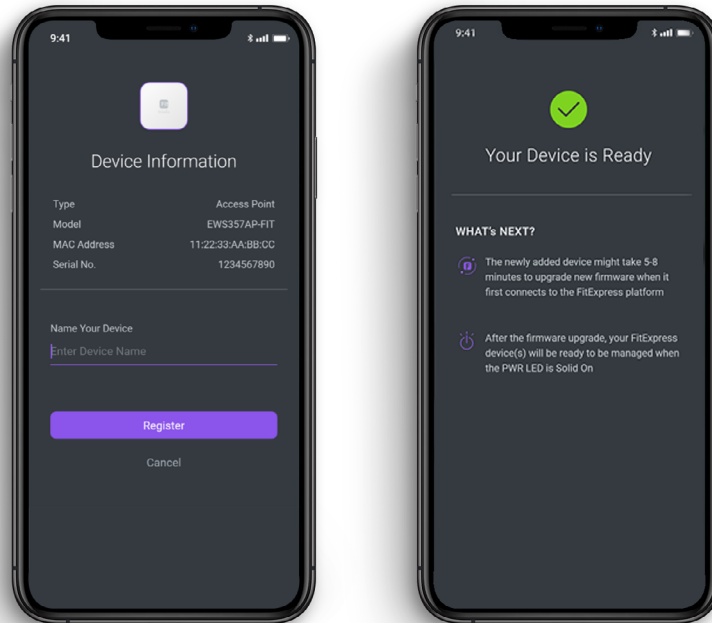 9:41
Device Information
Type Access Point
Model EWS357AP-FIT
MAC Address 11:22:33:AA:BB:CC
Serial No. 1234567890
Name Your Device
Enter Device Name
Register
Cancel
9:41
Your Device is Ready
WHAT's NEXT?
The newly added device might take 5-8
minutes to upgrade new firmware when it
first connects to the FitExpress platform
After the firmware upgrade, your FitExpress
device(s) will be ready to be managed when
the PWR LED is Solid On